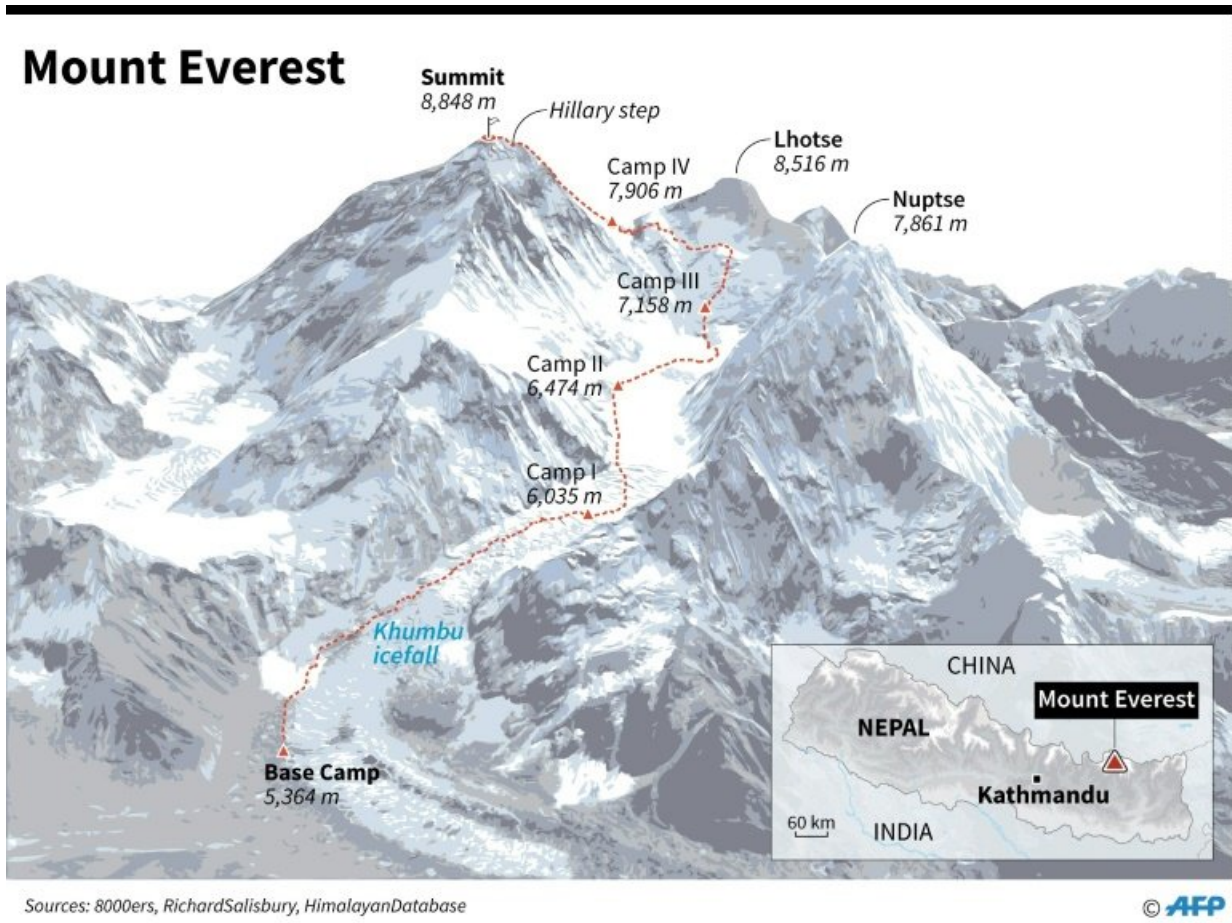 Mount Everest
Summit
8,848 m
Hillary step
Lhotse
8,516 m
Camp IV
7,906 m
Nuptse
7,861 m
Camp III
7,158 m
Camp II
6,474 m
Camp I
6,035 m
Khumbu
icefall
Base Camp
5,364 m
CHINA
Mount Everest
NEPAL
Kathmandu
60 km
INDIA
Sources: 8000ers, RichardSalisbury, HimalayanDatabase
© AFP